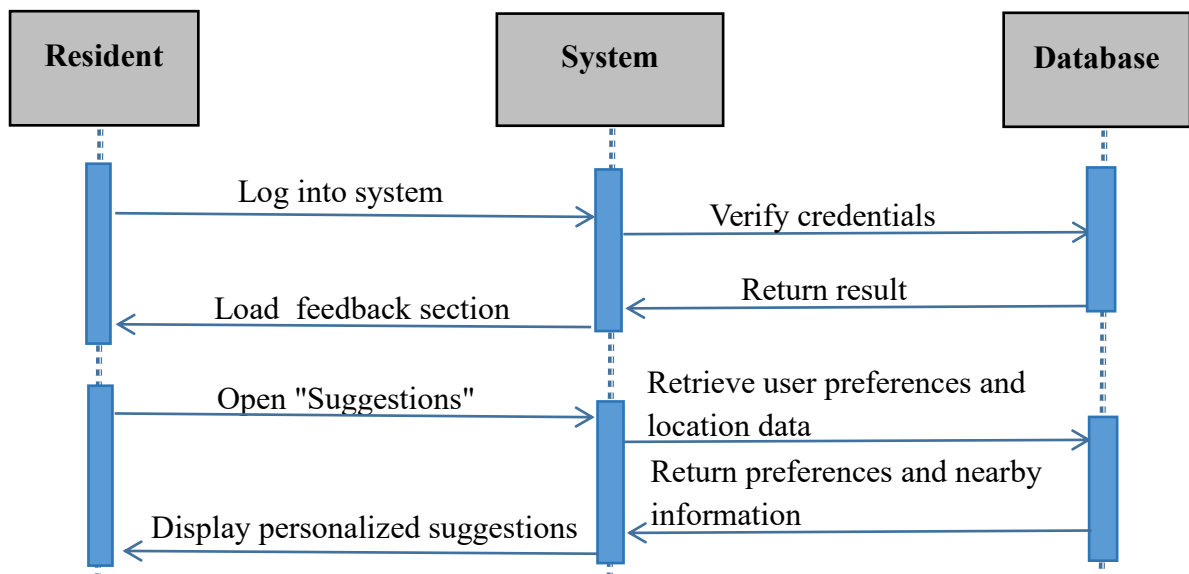 Resident
System
Database
Log into system
Verify credentials
Return result
Load feedback section
Open "Suggestions"
Retrieve user preferences and
location data
Return preferences and nearby
information
Display personalized suggestions